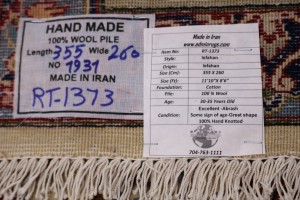 HAND MADE
100% WOOL PILE
Length 355 Wide 260
NO 1931
MADE IN IRAN
RT-1373
Made in Iran
www.adinirugs.com
Item No: RT-1373
Style: Isfahan
Origin: Isfahan
Size (Cm): 355 X 260
Size (Ft): 11'10"X 8'6"
Foundation: Cotton
Pile: 100 % Wool
Age: 30-35 Years Old
Condition: Excellent -Abrash
Some sign of age-Great shape
100% Hand Knotted
704-763-1111